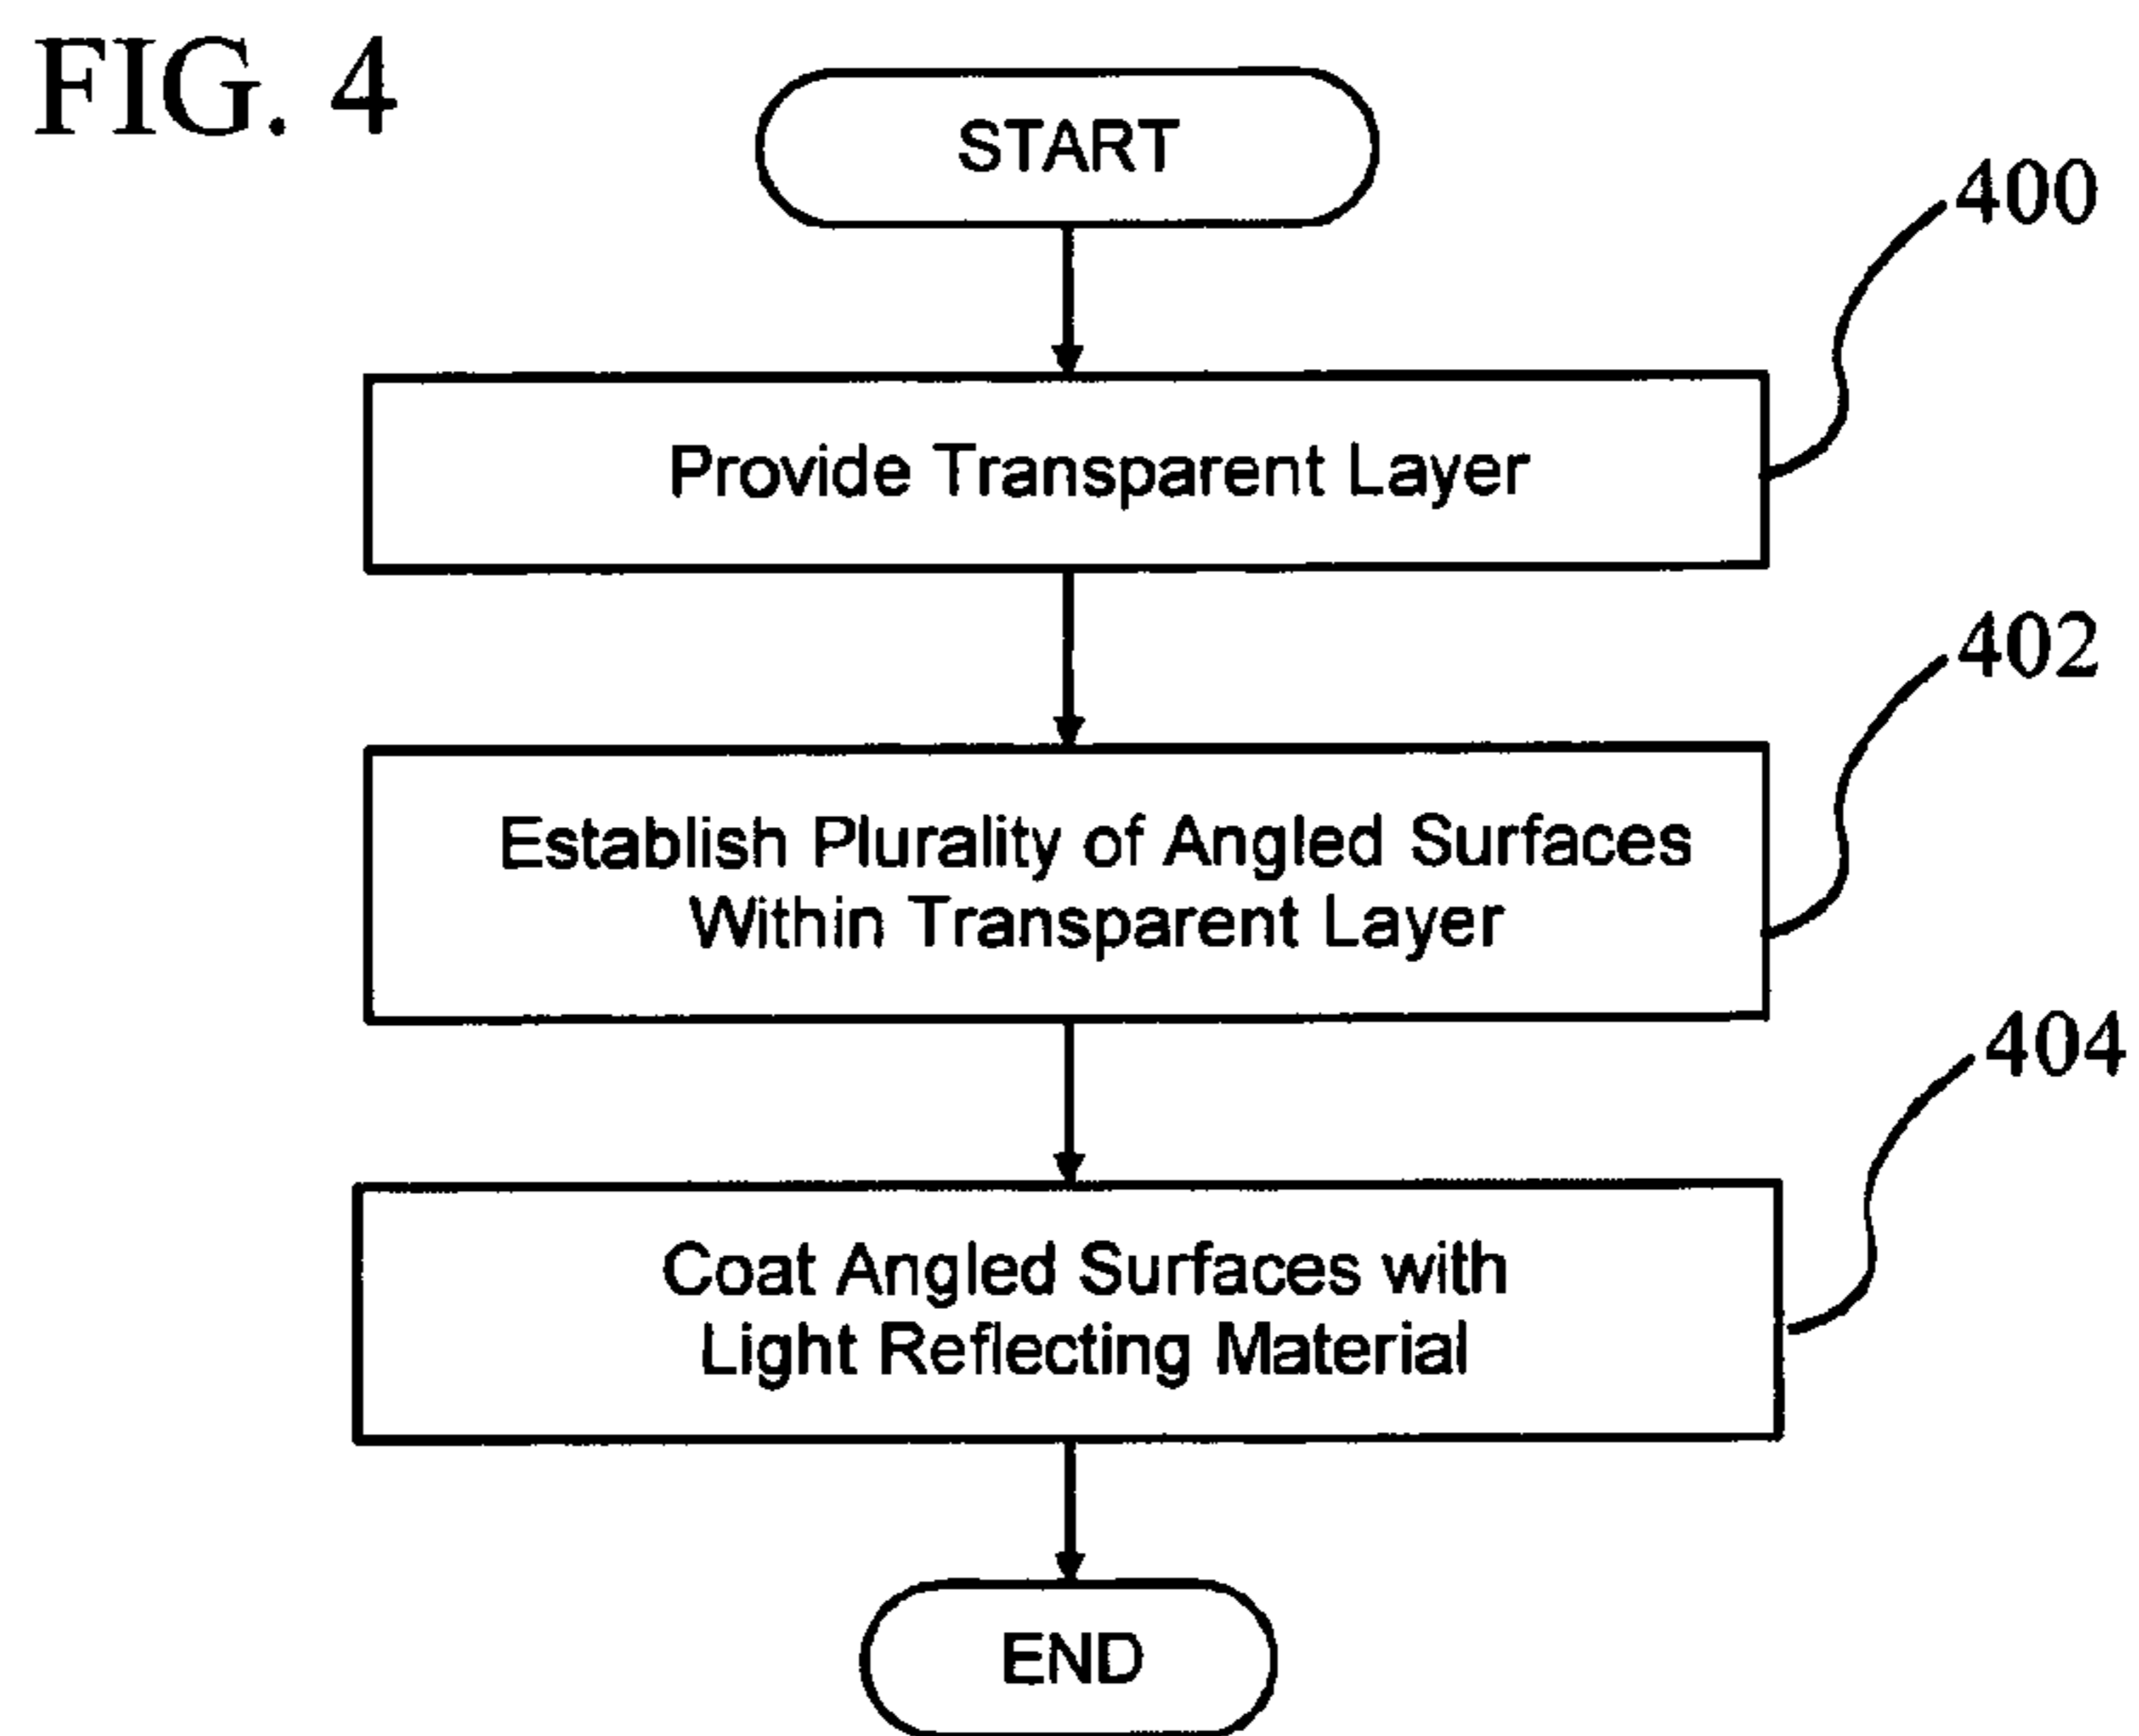 FIG. 4
START
400
Provide Transparent Layer
402
Establish Plurality of Angled Surfaces
Within Transparent Layer
404
Coat Angled Surfaces with
Light Reflecting Material
END